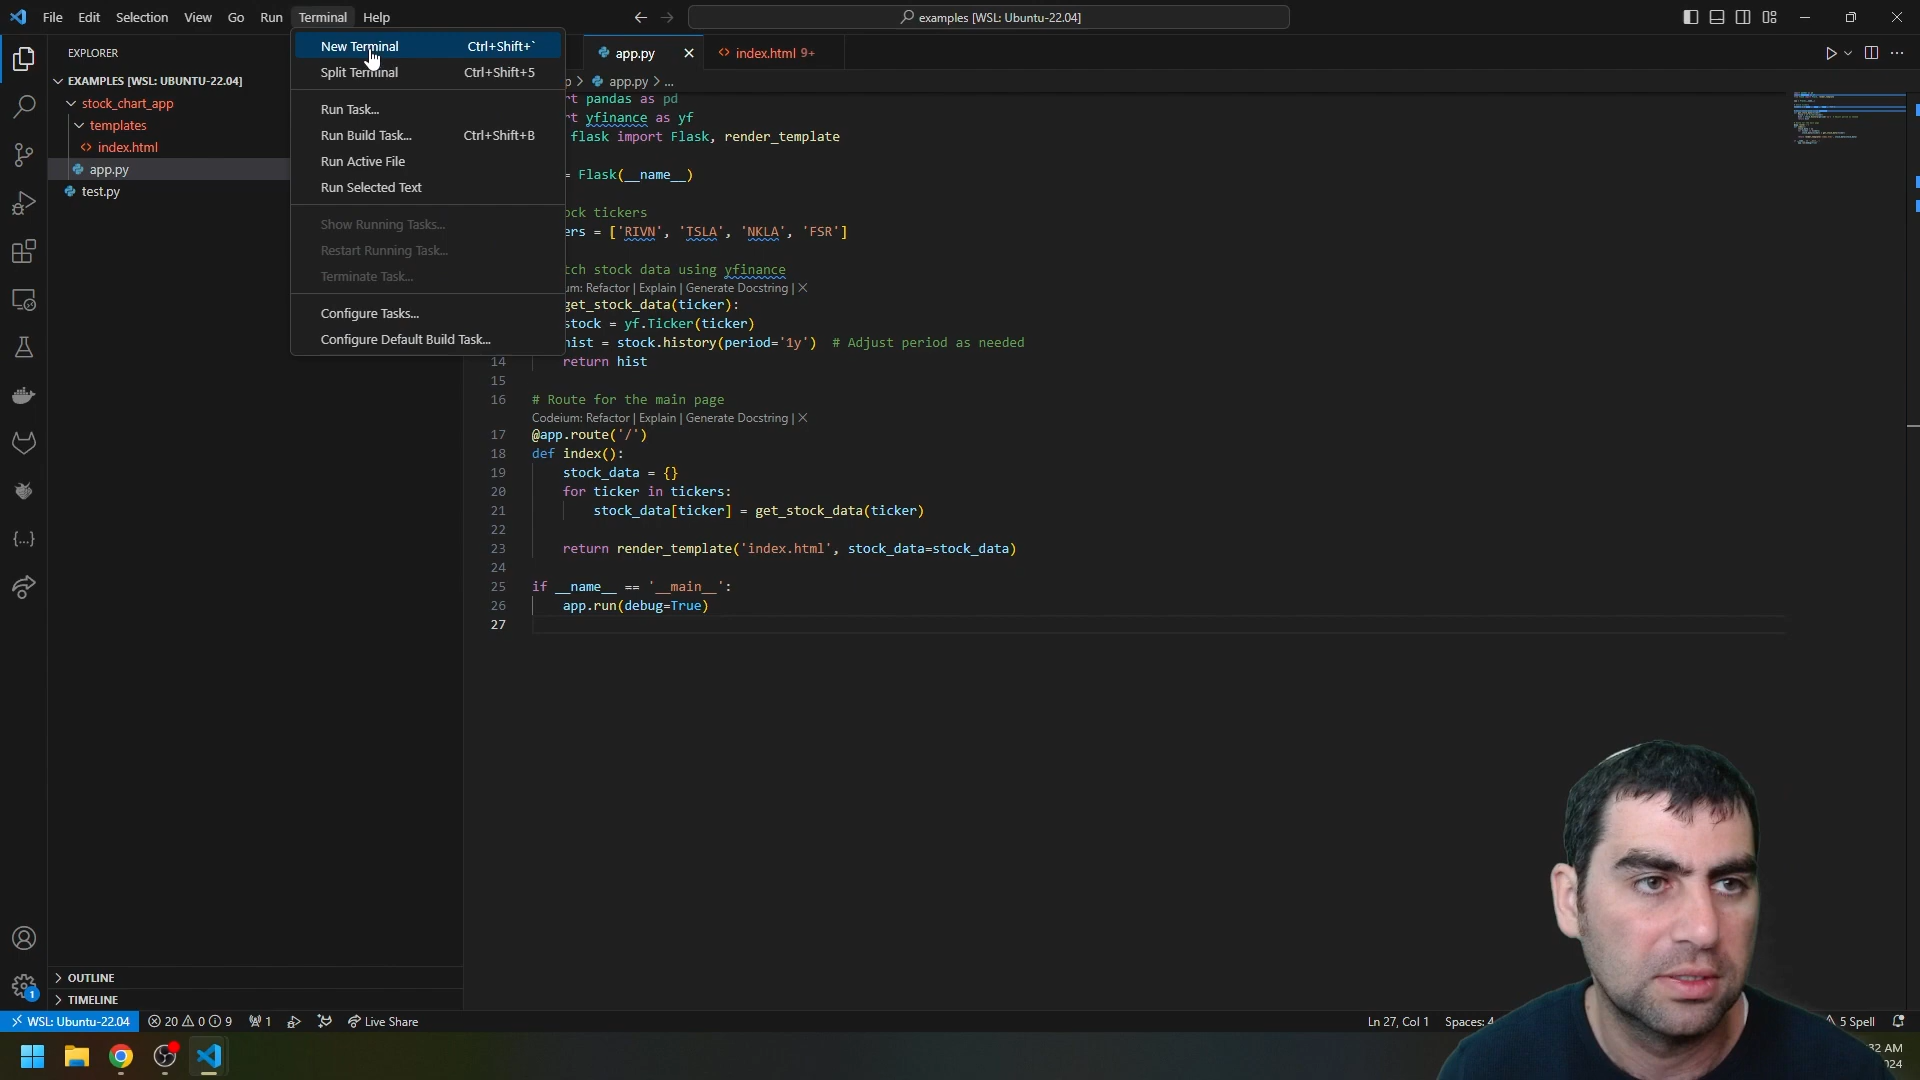 File Edit Selection View Go Run Terminal Help
examples [WSL: Ubuntu-22.04]
EXPLORER
EXAMPLES [WSL: UBUNTU-22.04]
stock_chart_app
templates
index.html
app.py
test.py
New Terminal Ctrl+Shift+`
Split Terminal Ctrl+Shift+5
Run Task...
Run Build Task... Ctrl+Shift+B
Run Active File
Run Selected Text
Show Running Tasks...
Restart Running Task...
Terminate Task...
Configure Tasks...
Configure Default Build Task...
app.py
index.html 9+
p > app.py > ...
rt pandas as pd
rt yfinance as yf
flask import Flask, render_template
= Flask(__name__)
ock tickers
ers = ['RIVN', 'TSLA', 'NKLA', 'FSR']
tch stock data using yfinance
um: Refactor | Explain | Generate Docstring | X
get_stock_data(ticker):
stock = yf.Ticker(ticker)
hist = stock.history(period='1y') # Adjust period as needed
14 return hist
15
16 # Route for the main page
Codeium: Refactor | Explain | Generate Docstring | X
17 @app.route('/')
18 def index():
19 stock_data = {}
20 for ticker in tickers:
21 stock_data[ticker] = get_stock_data(ticker)
22
23 return render_template('index.html', stock_data=stock_data)
24
25 if __name__ == '__main__':
26 app.run(debug=True)
27
OUTLINE
TIMELINE
1
WSL: Ubuntu-22.04 20 0 9 1 Live Share
Ln 27, Col 1 Spaces: 4 5 Spell
32 AM
024